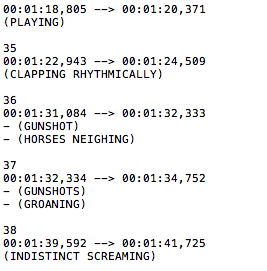 00:01:18,805 --> 00:01:20,371
(PLAYING)

35
00:01:22,943 --> 00:01:24,509
(CLAPPING RHYTHMICALLY)

36
00:01:31,084 --> 00:01:32,333
- (GUNSHOT)
- (HORSES NEIGHING)

37
00:01:32,334 --> 00:01:34,752
- (GUNSHOTS)
- (GROANING)

38
00:01:39,592 --> 00:01:41,725
(INDISTINCT SCREAMING)